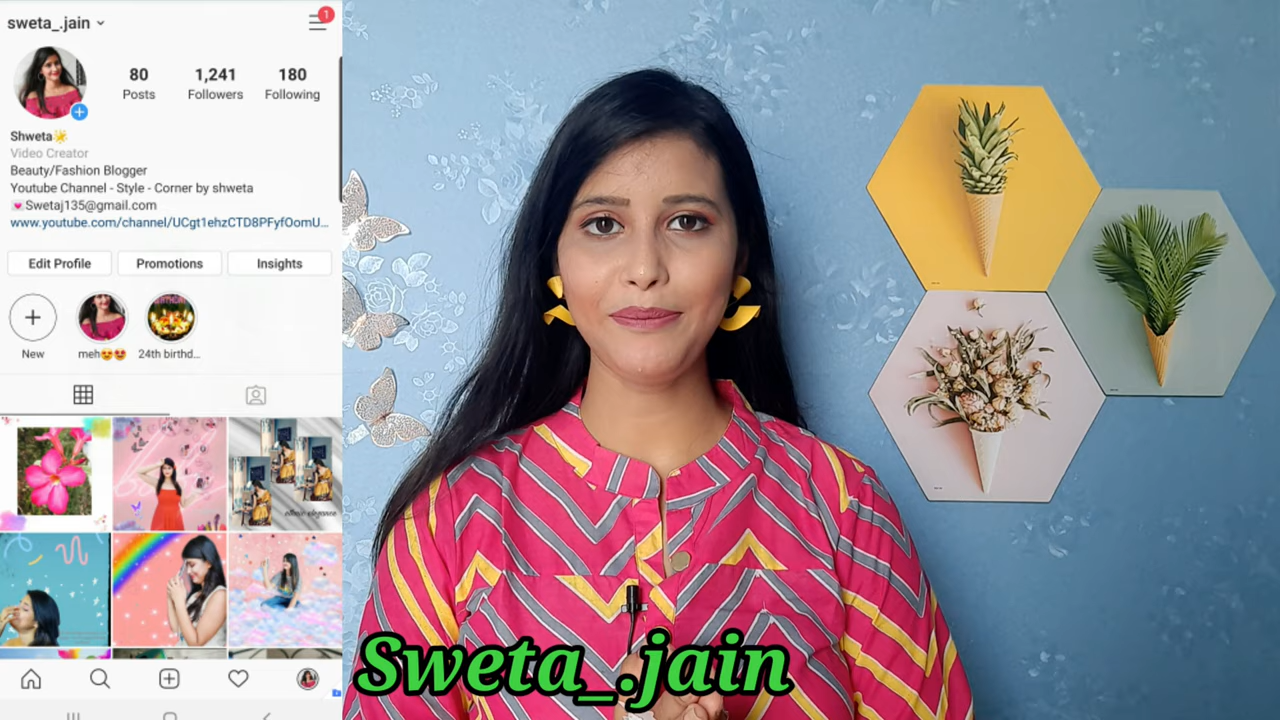 sweta_.jain
1
80
1,241
180
Posts
Followers
Following
Shweta
Video Creator
Beauty/Fashion Blogger
Youtube Channel - Style - Corner by shweta
Swetaj135@gmail.com
www.youtube.com/channel/UCgt1ehzCTD8PFyfOomU...
Edit Profile
Promotions
Insights
New
meh
24th birthd...
Sweta_.jain